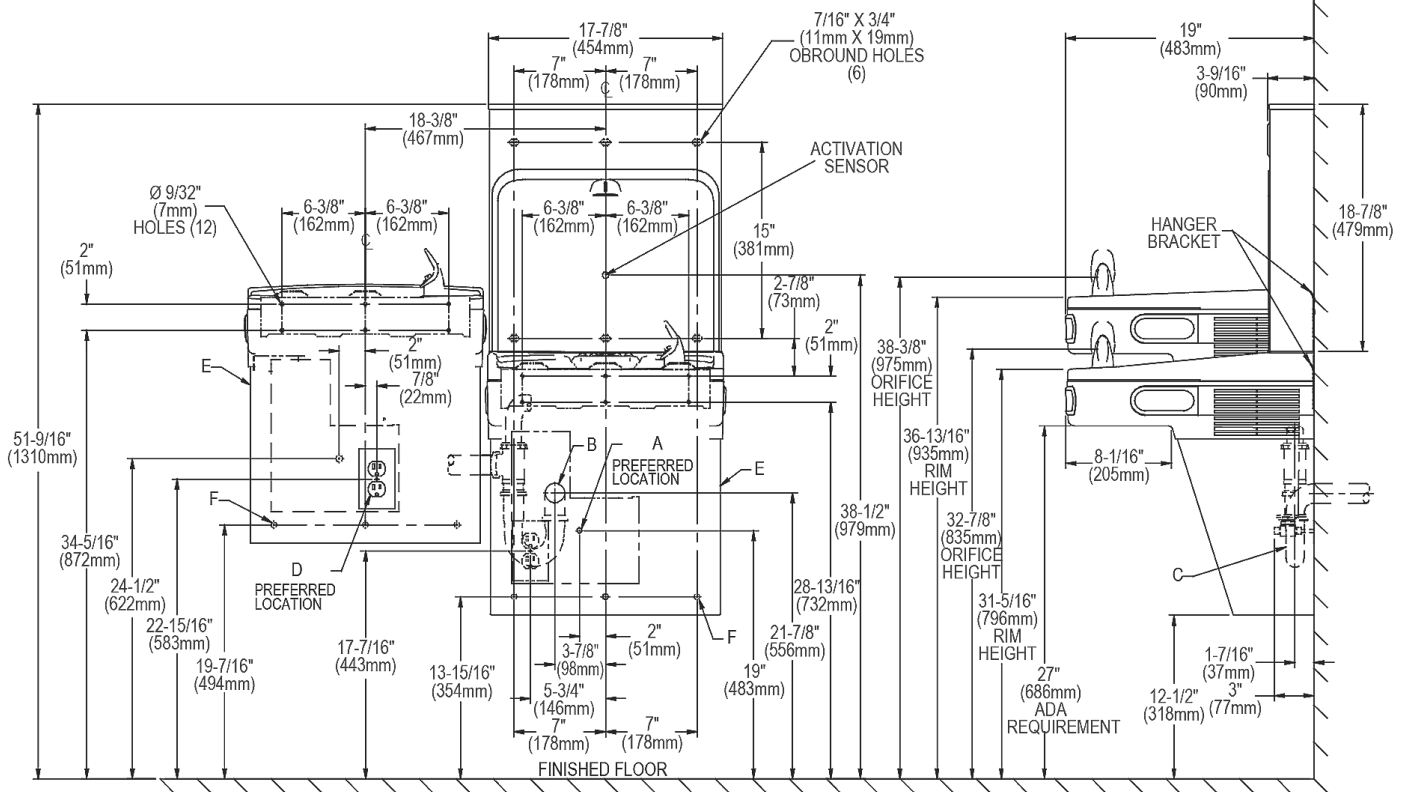 17-7/8"
(454mm)
7"
(178mm)
7"
(178mm)
C
L
7/16" X 3/4"
(11mm X 19mm)
OBROUND HOLES
(6)
19"
(483mm)
3-9/16"
(90mm)
18-3/8"
(467mm)
ACTIVATION
SENSOR
Ø 9/32"
(7mm)
HOLES (12)
6-3/8"
(162mm)
6-3/8"
(162mm)
C
L
6-3/8"
(162mm)
6-3/8"
(162mm)
15"
(381mm)
HANGER
BRACKET
18-7/8"
(479mm)
2"
(51mm)
2-7/8"
(73mm)
2"
(51mm)
2"
(51mm)
7/8"
(22mm)
E
38-3/8"
(975mm)
ORIFICE
HEIGHT
51-9/16"
(1310mm)
B
A
PREFERRED
LOCATION
E
36-13/16"
(935mm)
RIM
HEIGHT
8-1/16"
(205mm)
F
38-1/2"
(979mm)
32-7/8"
(835mm)
ORIFICE
HEIGHT
34-5/16"
(872mm)
D
PREFERRED
LOCATION
24-1/2"
(622mm)
22-15/16"
(583mm)
19-7/16"
(494mm)
17-7/16"
(443mm)
13-15/16"
(354mm)
28-13/16"
(732mm)
21-7/8"
(556mm)
C
31-5/16"
(796mm)
RIM
HEIGHT
F
2"
(51mm)
3-7/8"
(98mm)
5-3/4"
(146mm)
7"
(178mm)
7"
(178mm)
19"
(483mm)
27"
(686mm)
ADA
REQUIREMENT
12-1/2"
(318mm)
1-7/16"
(37mm)
3"
(77mm)
FINISHED FLOOR